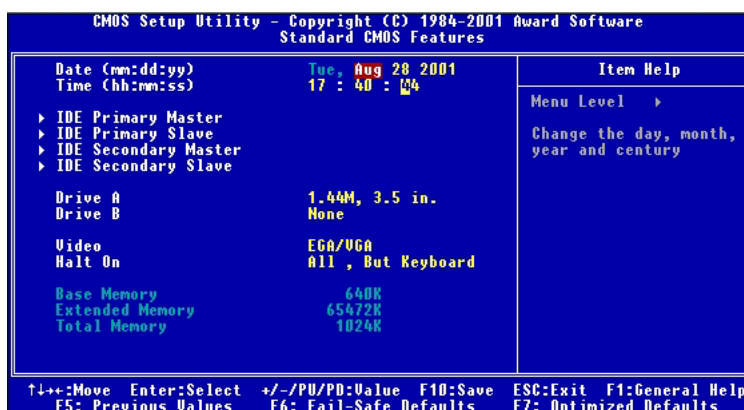 CMOS Setup Utility - Copyright (C) 1984-2001 Award Software
Standard CMOS Features
Date (mm:dd:yy) Tue, Aug 28 2001
Time (hh:mm:ss) 17 : 40 : 44
IDE Primary Master
IDE Primary Slave
IDE Secondary Master
IDE Secondary Slave
Drive A 1.44M, 3.5 in.
Drive B None
Video EGA/VGA
Halt On All , But Keyboard
Base Memory 640K
Extended Memory 65472K
Total Memory 1024K
Item Help
Menu Level ▸
Change the day, month,
year and century
↑↓→←:Move Enter:Select +/-/PU/PD:Value F10:Save ESC:Exit F1:General Help
F5: Previous Values F6: Fail-Safe Defaults F7: Optimized Defaults